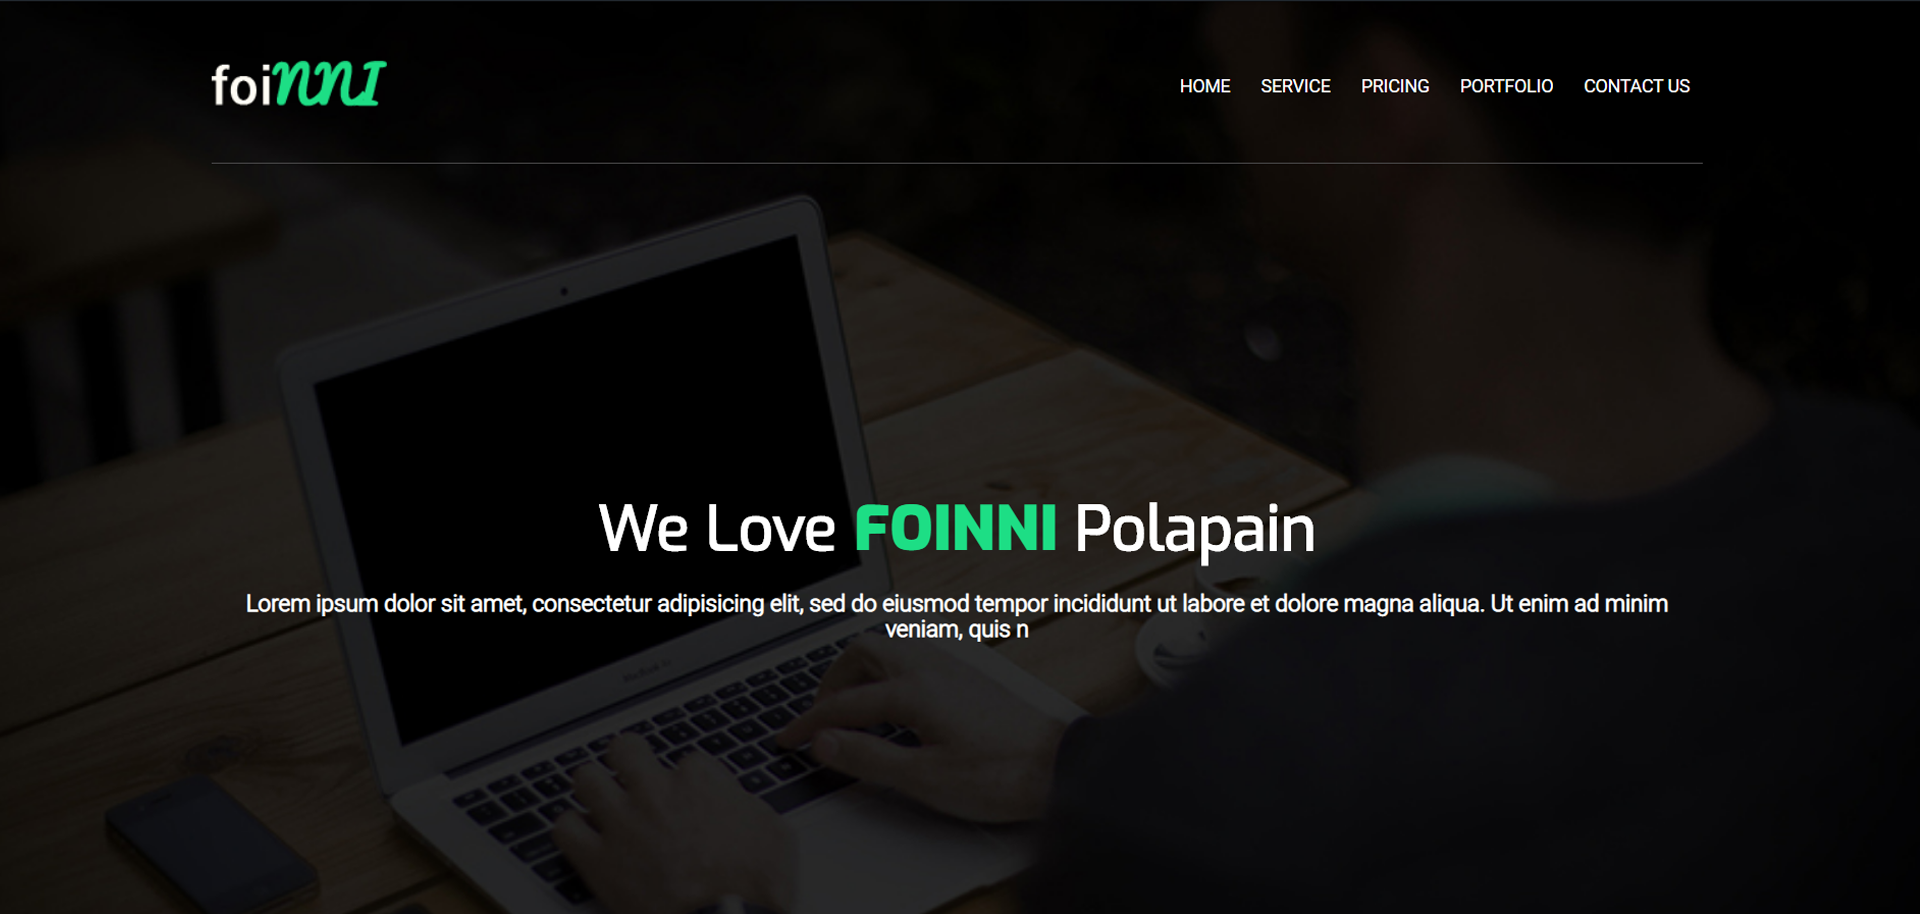 foiNNI
HOME SERVICE PRICING PORTFOLIO CONTACT US
We Love FOINNI Polapain
Lorem ipsum dolor sit amet, consectetur adipisicing elit, sed do eiusmod tempor incididunt ut labore et dolore magna aliqua. Ut enim ad minim
veniam, quis n